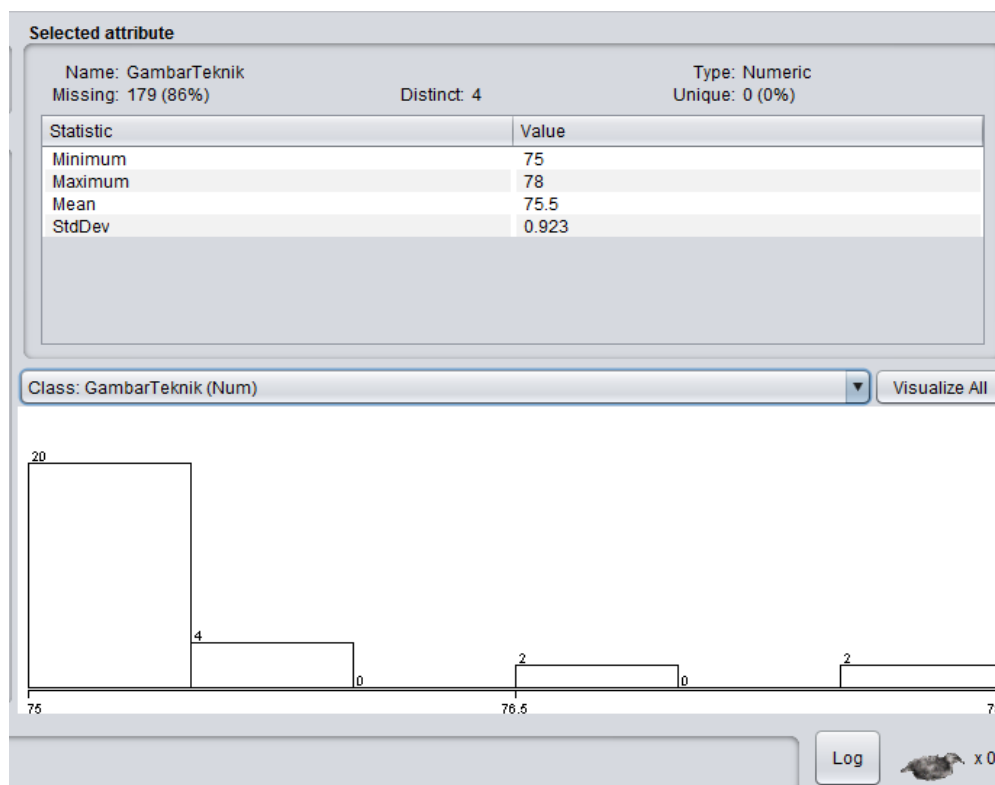 Selected attribute
Name: GambarTeknik Type: Numeric
Missing: 179 (86%) Distinct: 4 Unique: 0 (0%)
Statistic Value
Minimum 75
Maximum 78
Mean 75.5
StdDev 0.923
Class: GambarTeknik (Num) Visualize All
20
4
0
2
0
2
75 76.5 7
Log x 0